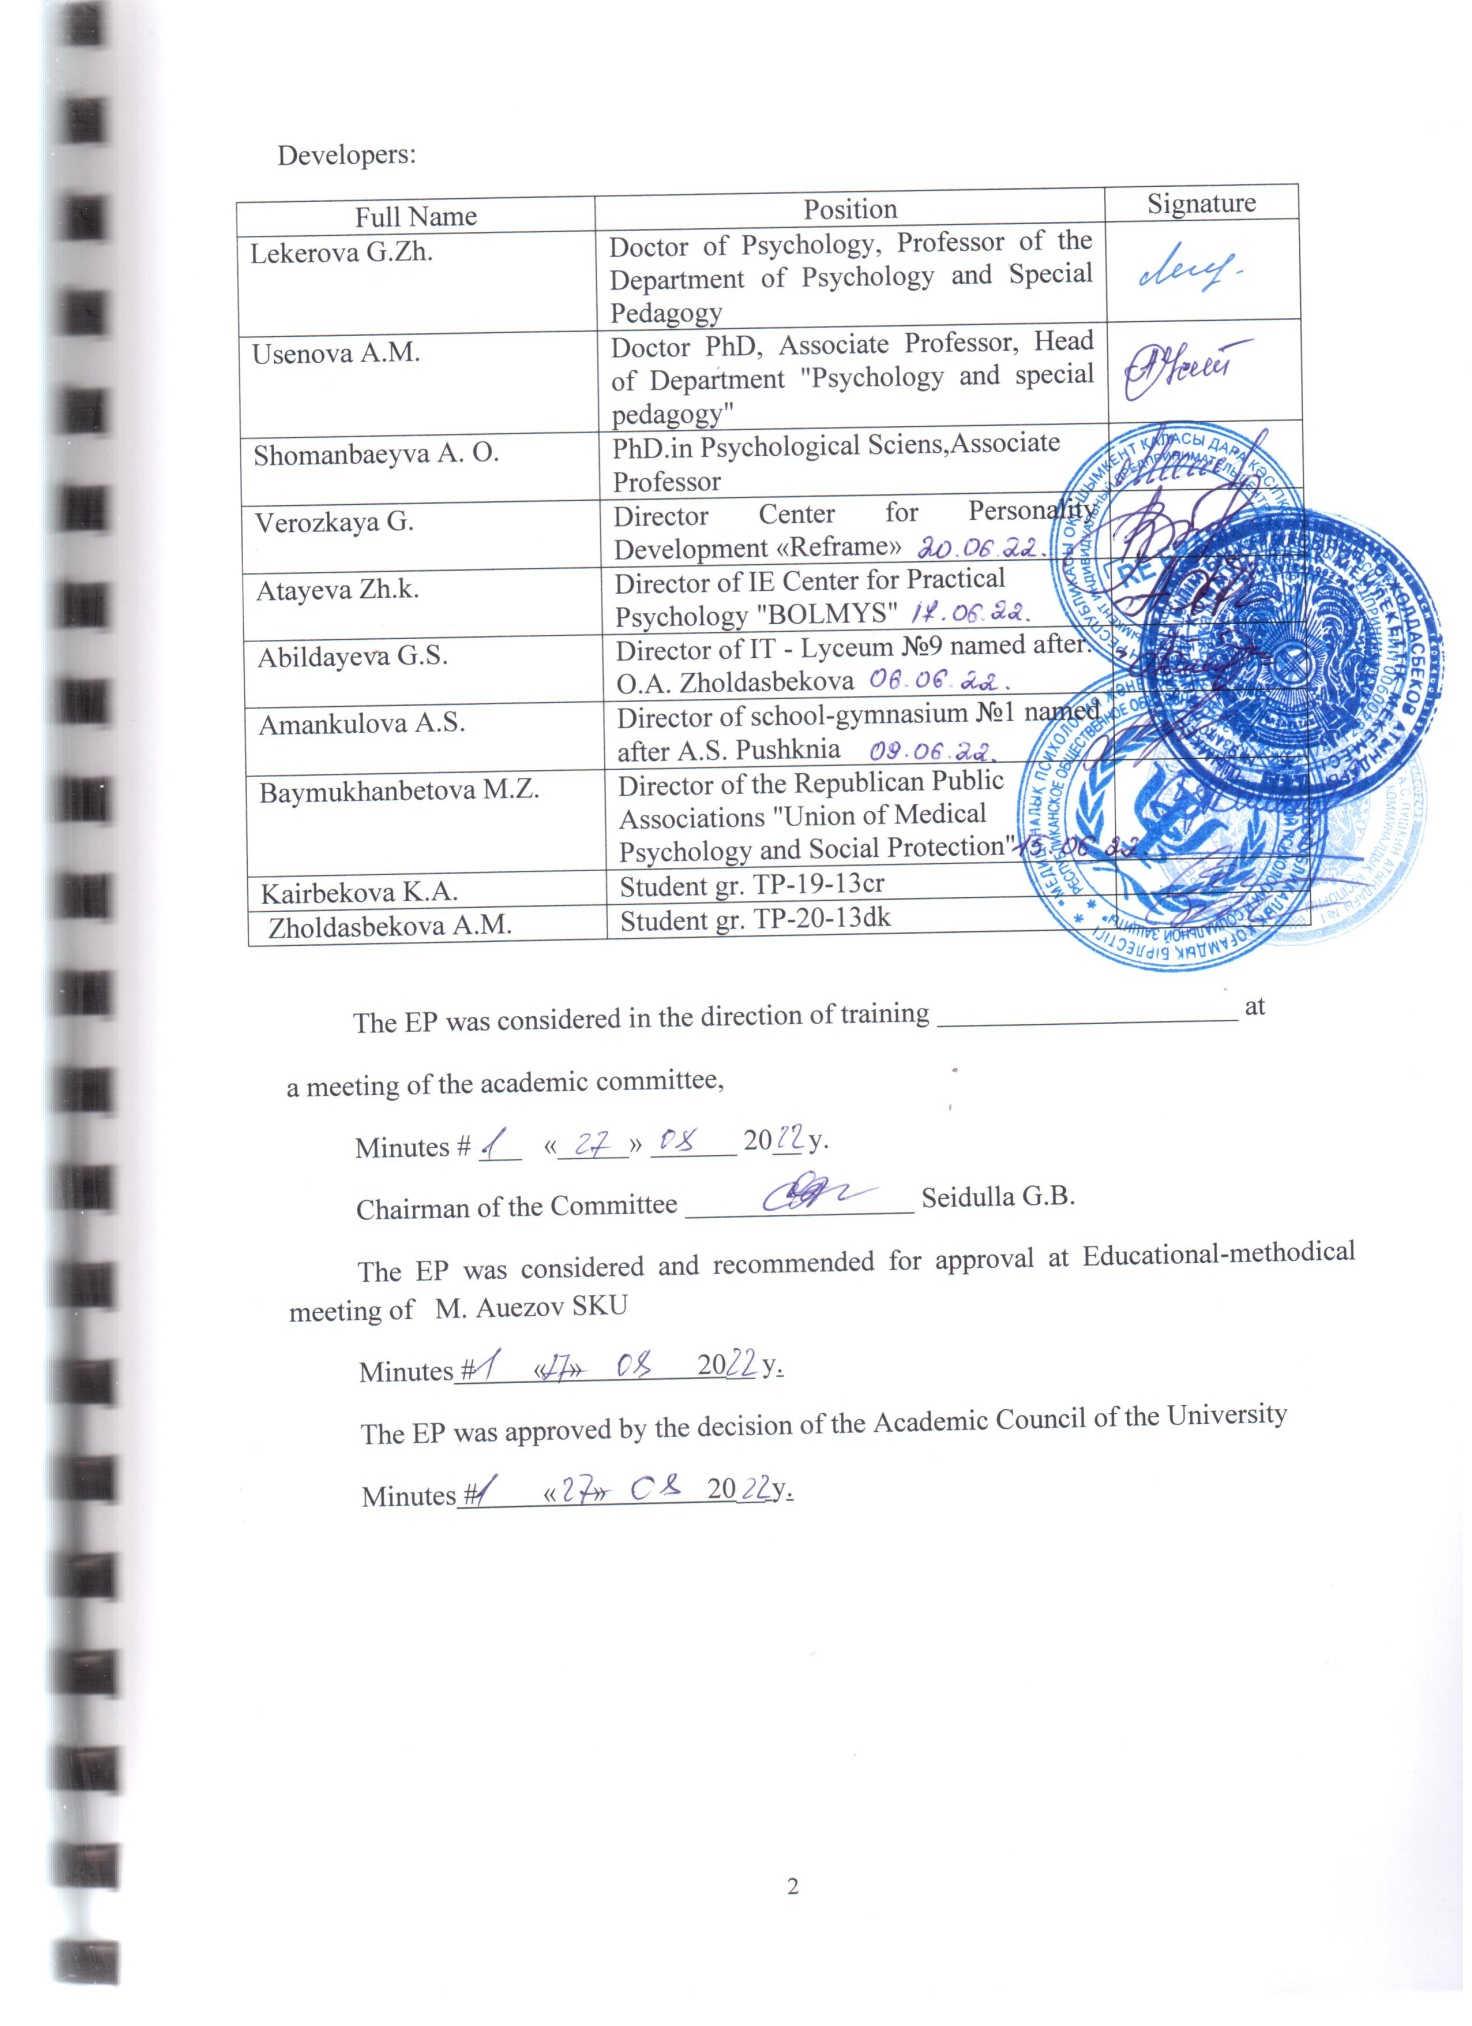 Developers:
Full Name Position Signature
Lekerova G.Zh. Doctor of Psychology, Professor of the
Department of Psychology and Special
Pedagogy
Usenova A.M. Doctor PhD, Associate Professor, Head
of Department "Psychology and special
pedagogy"
Shomanbaeyva A. O. PhD.in Psychological Sciens,Associate
Professor
Verozkaya G. Director Center for Personality
Development «Reframe» 20.06.22.
Atayeva Zh.k. Director of IE Center for Practical
Psychology "BOLMYS" 17.06.22.
Abildayeva G.S. Director of IT - Lyceum №9 named after.
O.A. Zholdasbekova 06.06.22.
Amankulova A.S. Director of school-gymnasium №1 named
after A.S. Pushknia 09.06.22.
Baymukhanbetova M.Z. Director of the Republican Public
Associations "Union of Medical
Psychology and Social Protection" 15.06.22.
Kairbekova K.A. Student gr. TP-19-13cr
Zholdasbekova A.M. Student gr. TP-20-13dk
The EP was considered in the direction of training ____________________ at
a meeting of the academic committee,
Minutes # 1 «27» 08 2022 y.
Chairman of the Committee ________________ Seidulla G.B.
The EP was considered and recommended for approval at Educational-methodical
meeting of M. Auezov SKU
Minutes #1 «17» 08 2022 y.
The EP was approved by the decision of the Academic Council of the University
Minutes #1 «27» 08 2022y.
2